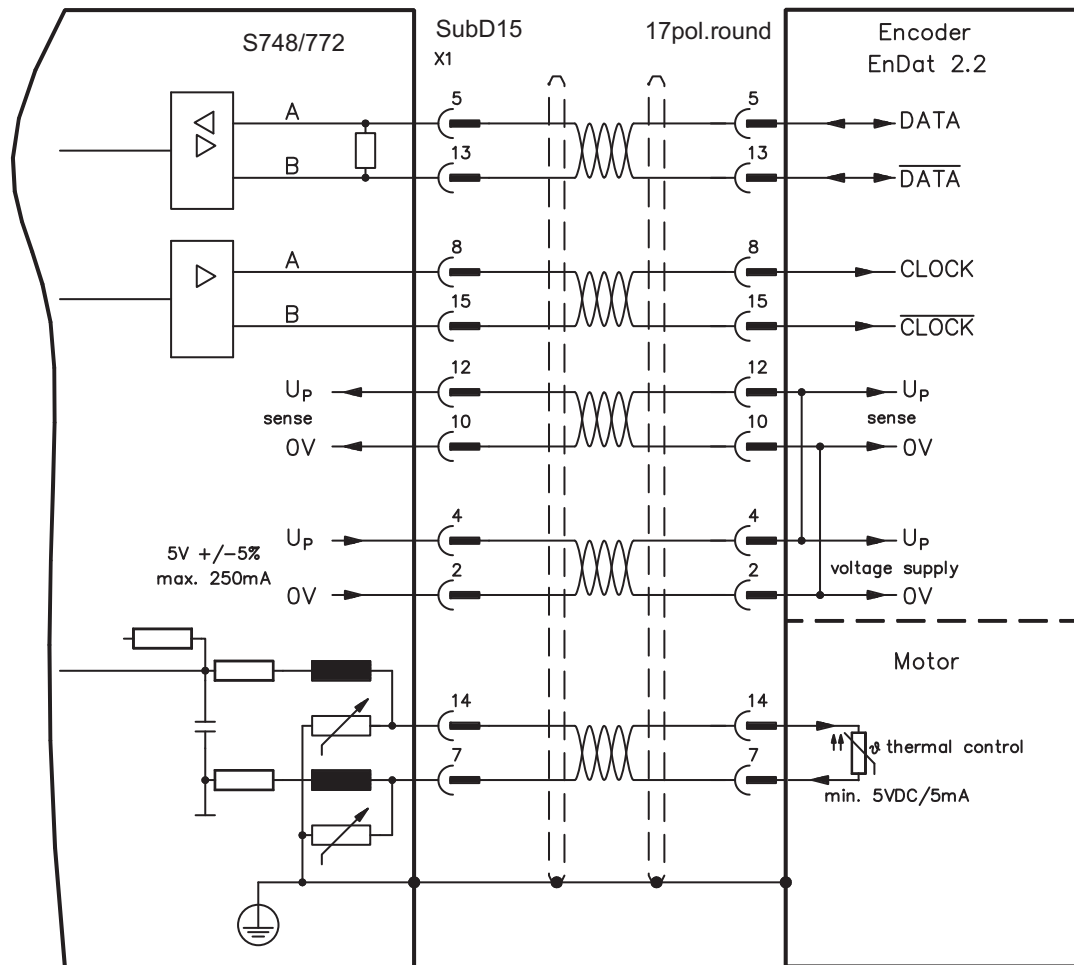 S748/772
SubD15
X1
17pol.round
Encoder
EnDat 2.2
A
5
5
DATA
B
13
13
DATA
A
8
8
CLOCK
B
15
15
CLOCK
UP
12
12
UP
sense
sense
0V
10
10
0V
5V +/-5%
max. 250mA
UP
4
4
UP
voltage supply
0V
2
2
0V
Motor
14
14
ϑ thermal control
7
7
min. 5VDC/5mA